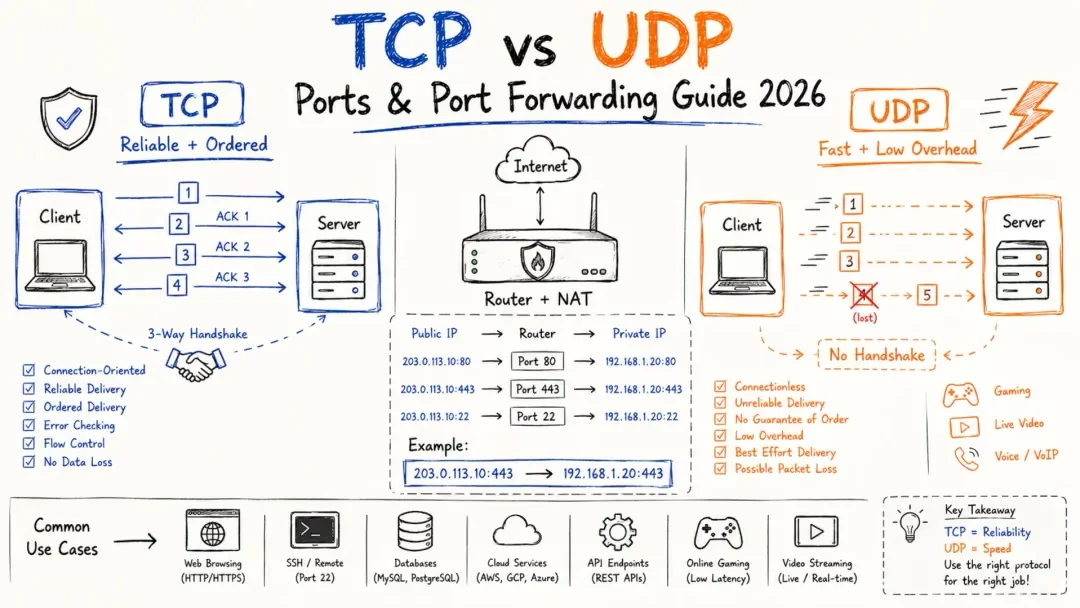 TCP vs UDP
Ports & Port Forwarding Guide 2026
TCP
Reliable + Ordered
Client
Server
1
2
ACK 1
3
ACK 2
4
ACK 3
3-Way Handshake
Connection-Oriented
Reliable Delivery
Ordered Delivery
Error Checking
Flow Control
No Data Loss
Internet
Router + NAT
Public IP → Router → Private IP
203.0.113.10:80 → Port 80 → 192.168.1.20:80
203.0.113.10:443 → Port 443 → 192.168.1.20:443
203.0.113.10:22 → Port 22 → 192.168.1.20:22
Example:
203.0.113.10:443 → 192.168.1.20:443
UDP
Fast + Low Overhead
Client
Server
1
2
3
4
5
(lost)
No Handshake
Connectionless
Unreliable Delivery
No Guarantee of Order
Low Overhead
Best Effort Delivery
Possible Packet Loss
Gaming
Live Video
Voice / VoIP
Common
Use Cases
Web Browsing
(HTTP/HTTPS)
SSH / Remote
(Port 22)
Databases
(MySQL, PostgreSQL)
Cloud Services
(AWS, GCP, Azure)
API Endpoints
(REST APIs)
Online Gaming
(Low Latency)
Video Streaming
(Live / Real-time)
Key Takeaway
TCP = Reliability
UDP = Speed
Use the right protocol
for the right job!